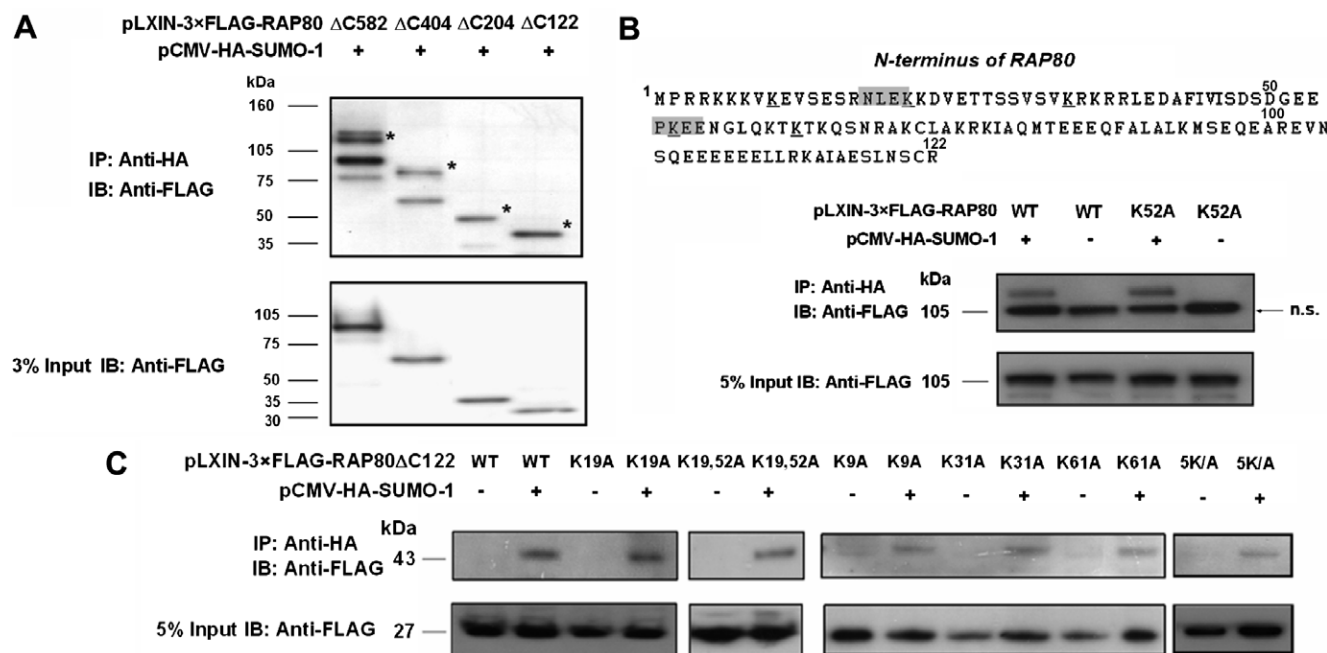 A
pLXIN-3×FLAG-RAP80 ΔC582 ΔC404 ΔC204 ΔC122
pCMV-HA-SUMO-1 + + + +
kDa
160
105
75
50
35
IP: Anti-HA
IB: Anti-FLAG
* * * *
105
75
50
35
30
3% Input IB: Anti-FLAG
B
N-terminus of RAP80
50
1 MPRRKKKVKEVSESRNLEKKDVETTSSVSVKRKRRLEDAFIVISDSDGEE
100
PKEENGLQKTKTKQSNRAKCLAKRKIAQMTEEEQFALALKMSEQEAREVN
122
SQEEEEEELLRKAIAESLNSCR
pLXIN-3×FLAG-RAP80 WT WT K52A K52A
pCMV-HA-SUMO-1 + - + -
kDa
IP: Anti-HA
IB: Anti-FLAG 105 n.s.
5% Input IB: Anti-FLAG 105
C
pLXIN-3×FLAG-RAP80ΔC122 WT WT K19A K19A K19,52A K19,52A K9A K9A K31A K31A K61A K61A 5K/A 5K/A
pCMV-HA-SUMO-1 - + - + - + - + - + - + - +
kDa
IP: Anti-HA
IB: Anti-FLAG 43
5% Input IB: Anti-FLAG 27